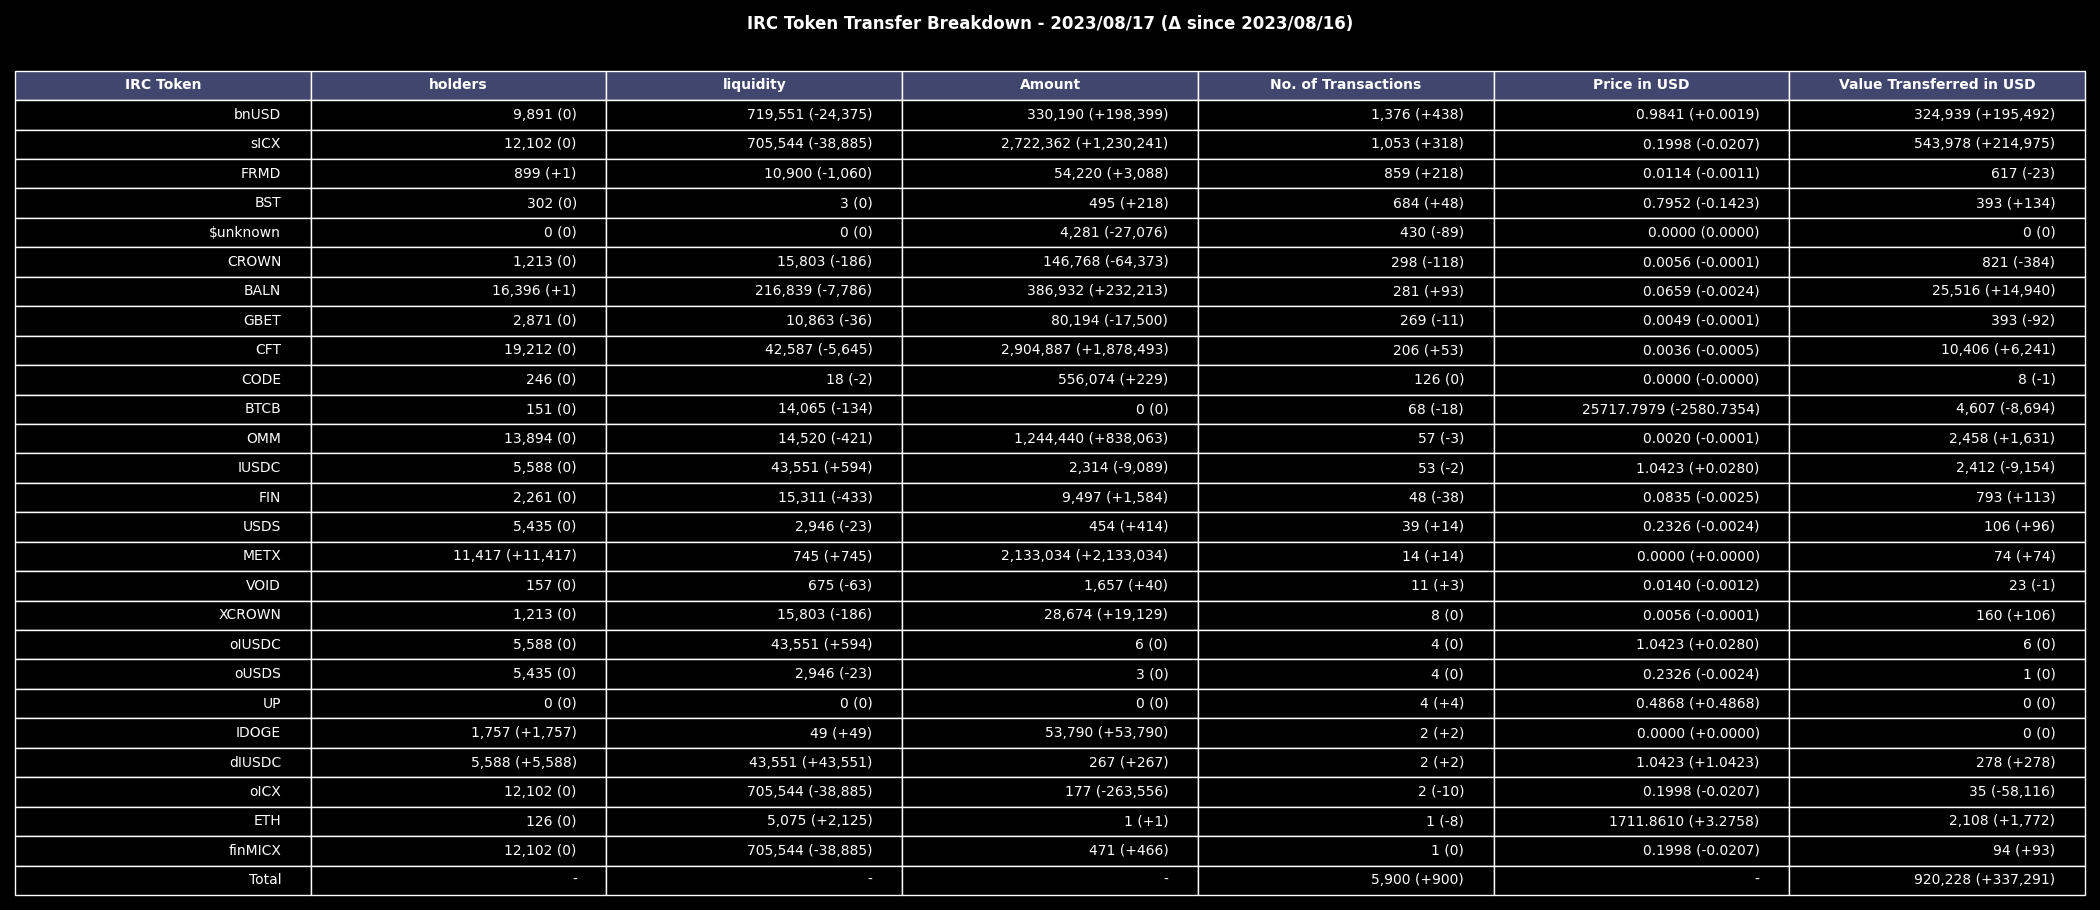 IRC Token Transfer Breakdown - 2023/08/17 (Δ since 2023/08/16)
IRC Token holders liquidity Amount No. of Transactions Price in USD Value Transferred in USD
bnUSD 9,891 (0) 719,551 (-24,375) 330,190 (+198,399) 1,376 (+438) 0.9841 (+0.0019) 324,939 (+195,492)
sICX 12,102 (0) 705,544 (-38,885) 2,722,362 (+1,230,241) 1,053 (+318) 0.1998 (-0.0207) 543,978 (+214,975)
FRMD 899 (+1) 10,900 (-1,060) 54,220 (+3,088) 859 (+218) 0.0114 (-0.0011) 617 (-23)
BST 302 (0) 3 (0) 495 (+218) 684 (+48) 0.7952 (-0.1423) 393 (+134)
$unknown 0 (0) 0 (0) 4,281 (-27,076) 430 (-89) 0.0000 (0.0000) 0 (0)
CROWN 1,213 (0) 15,803 (-186) 146,768 (-64,373) 298 (-118) 0.0056 (-0.0001) 821 (-384)
BALN 16,396 (+1) 216,839 (-7,786) 386,932 (+232,213) 281 (+93) 0.0659 (-0.0024) 25,516 (+14,940)
GBET 2,871 (0) 10,863 (-36) 80,194 (-17,500) 269 (-11) 0.0049 (-0.0001) 393 (-92)
CFT 19,212 (0) 42,587 (-5,645) 2,904,887 (+1,878,493) 206 (+53) 0.0036 (-0.0005) 10,406 (+6,241)
CODE 246 (0) 18 (-2) 556,074 (+229) 126 (0) 0.0000 (-0.0000) 8 (-1)
BTCB 151 (0) 14,065 (-134) 0 (0) 68 (-18) 25717.7979 (-2580.7354) 4,607 (-8,694)
OMM 13,894 (0) 14,520 (-421) 1,244,440 (+838,063) 57 (-3) 0.0020 (-0.0001) 2,458 (+1,631)
IUSDC 5,588 (0) 43,551 (+594) 2,314 (-9,089) 53 (-2) 1.0423 (+0.0280) 2,412 (-9,154)
FIN 2,261 (0) 15,311 (-433) 9,497 (+1,584) 48 (-38) 0.0835 (-0.0025) 793 (+113)
USDS 5,435 (0) 2,946 (-23) 454 (+414) 39 (+14) 0.2326 (-0.0024) 106 (+96)
METX 11,417 (+11,417) 745 (+745) 2,133,034 (+2,133,034) 14 (+14) 0.0000 (+0.0000) 74 (+74)
VOID 157 (0) 675 (-63) 1,657 (+40) 11 (+3) 0.0140 (-0.0012) 23 (-1)
XCROWN 1,213 (0) 15,803 (-186) 28,674 (+19,129) 8 (0) 0.0056 (-0.0001) 160 (+106)
oIUSDC 5,588 (0) 43,551 (+594) 6 (0) 4 (0) 1.0423 (+0.0280) 6 (0)
oUSDS 5,435 (0) 2,946 (-23) 3 (0) 4 (0) 0.2326 (-0.0024) 1 (0)
UP 0 (0) 0 (0) 0 (0) 4 (+4) 0.4868 (+0.4868) 0 (0)
IDOGE 1,757 (+1,757) 49 (+49) 53,790 (+53,790) 2 (+2) 0.0000 (+0.0000) 0 (0)
dIUSDC 5,588 (+5,588) 43,551 (+43,551) 267 (+267) 2 (+2) 1.0423 (+1.0423) 278 (+278)
oICX 12,102 (0) 705,544 (-38,885) 177 (-263,556) 2 (-10) 0.1998 (-0.0207) 35 (-58,116)
ETH 126 (0) 5,075 (+2,125) 1 (+1) 1 (-8) 1711.8610 (+3.2758) 2,108 (+1,772)
finMICX 12,102 (0) 705,544 (-38,885) 471 (+466) 1 (0) 0.1998 (-0.0207) 94 (+93)
Total - - - 5,900 (+900) - 920,228 (+337,291)